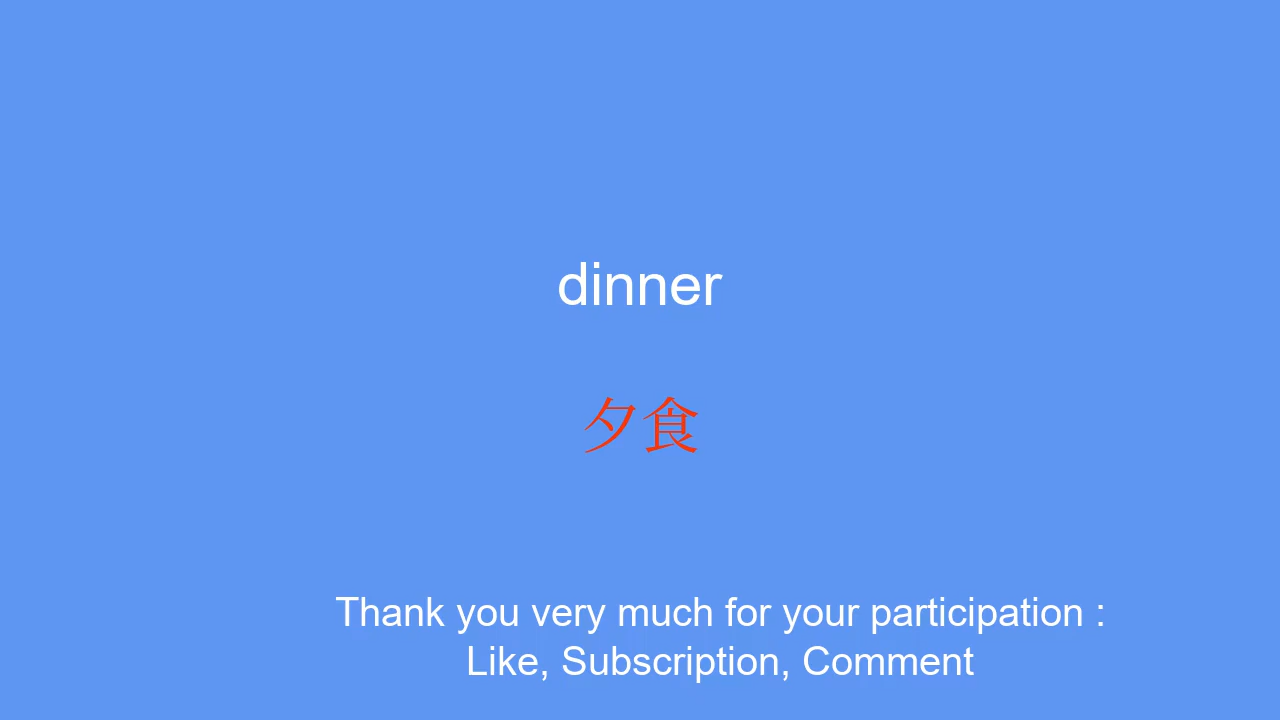 dinner
夕食
Thank you very much for your participation :
Like, Subscription, Comment